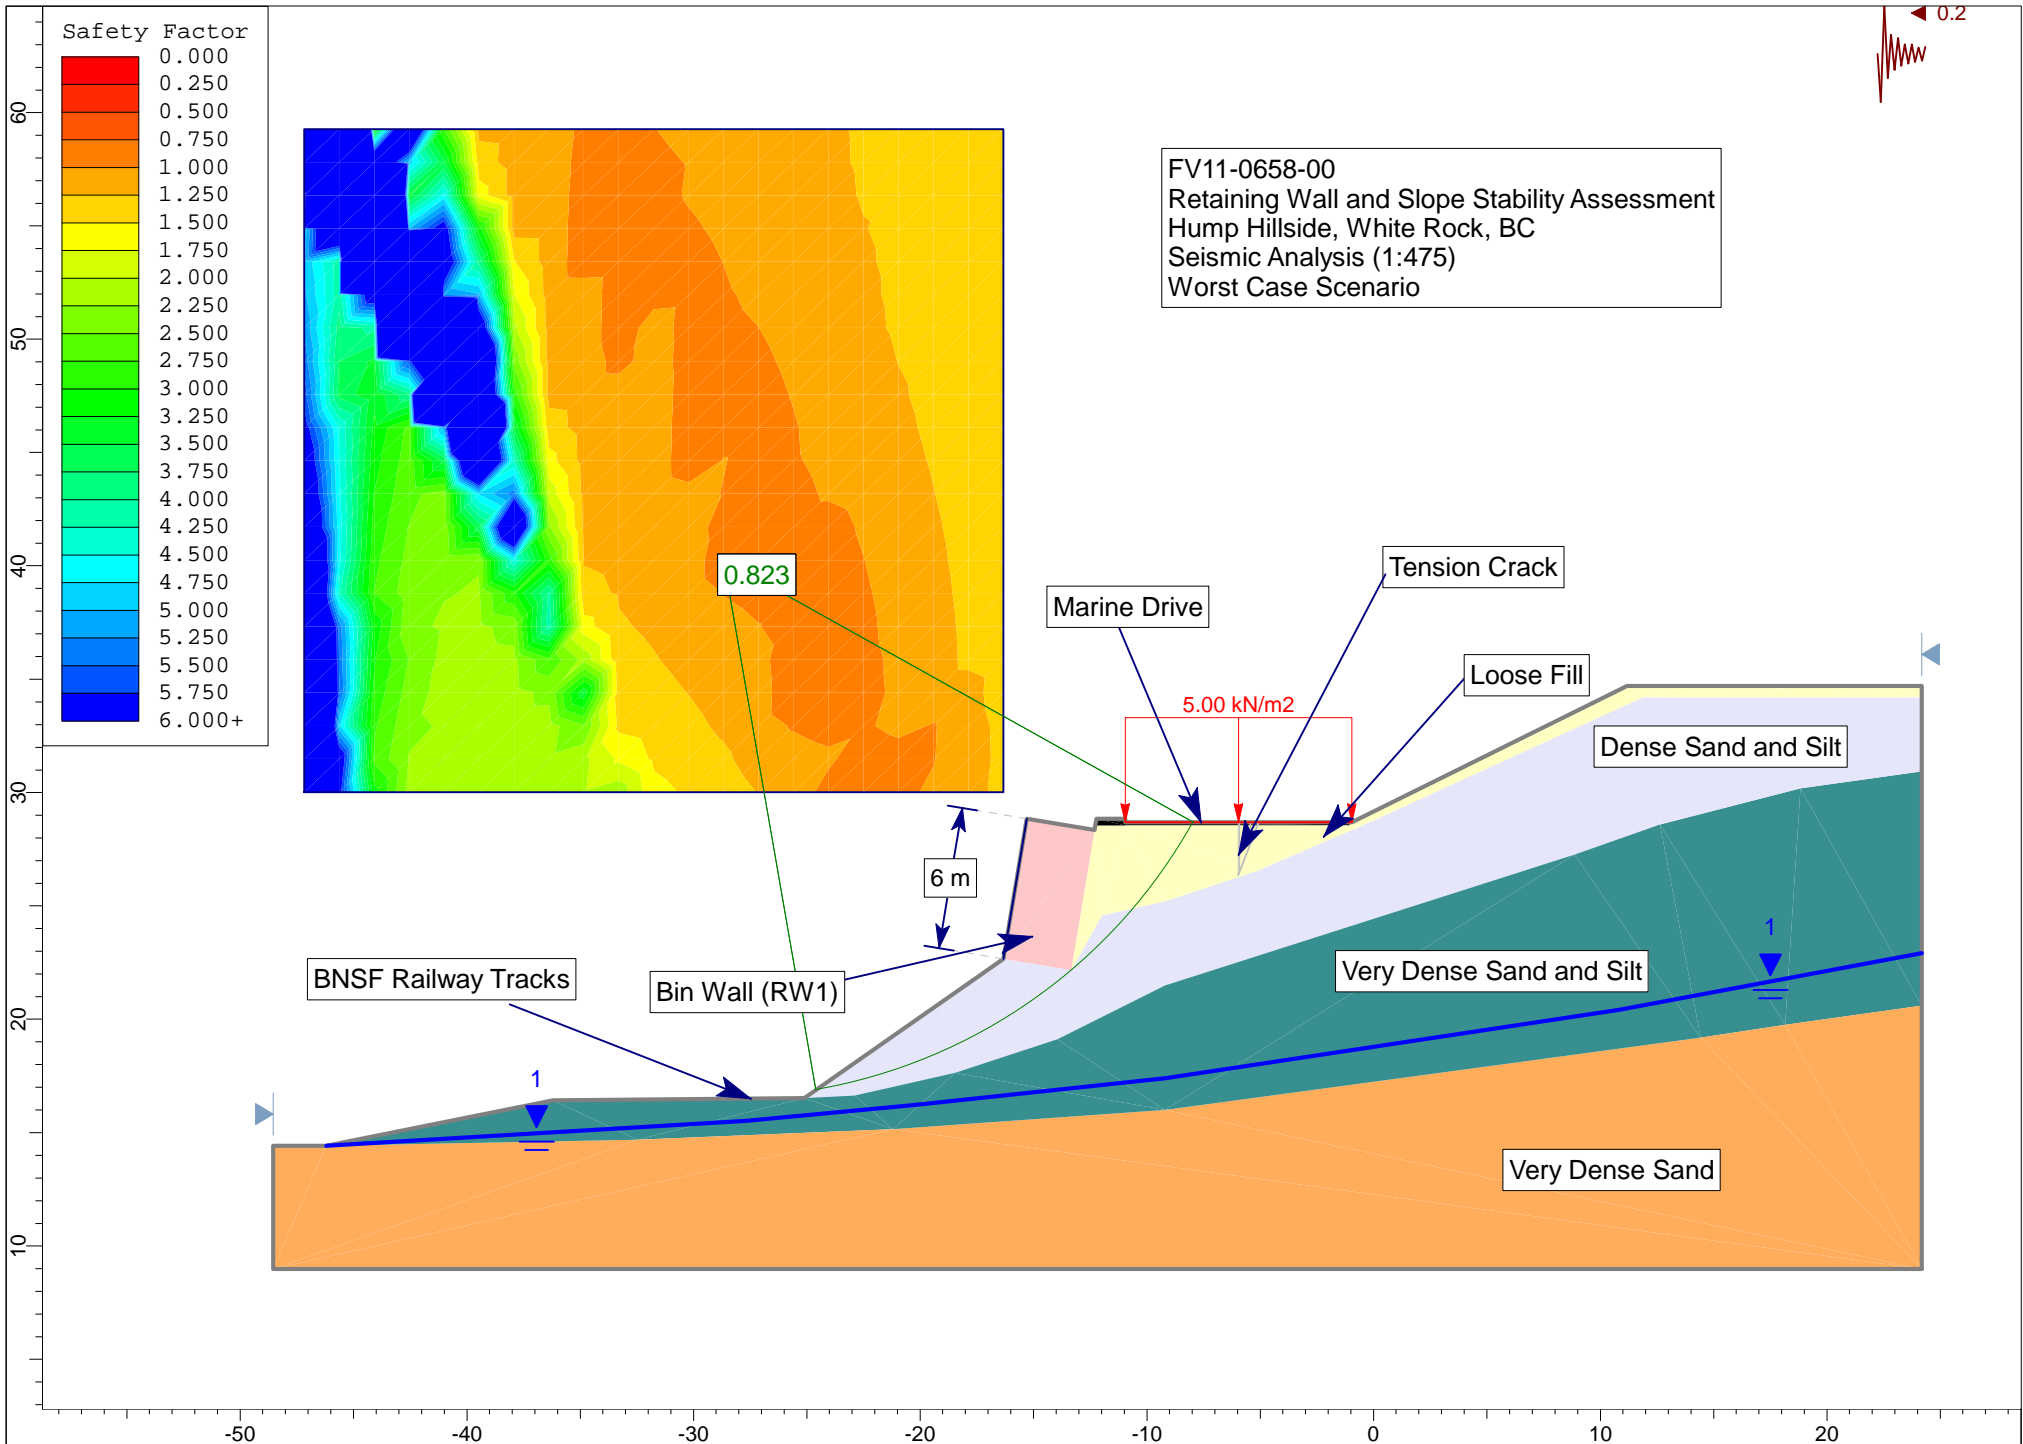 Safety Factor
0.000
0.250
0.500
0.750
1.000
1.250
1.500
1.750
2.000
2.250
2.500
2.750
3.000
3.250
3.500
3.750
4.000
4.250
4.500
4.750
5.000
5.250
5.500
5.750
6.000+
0.2
FV11-0658-00
Retaining Wall and Slope Stability Assessment
Hump Hillside, White Rock, BC
Seismic Analysis (1:475)
Worst Case Scenario
0.823
Tension Crack
Marine Drive
Loose Fill
5.00 kN/m2
Dense Sand and Silt
6 m
1
BNSF Railway Tracks
Bin Wall (RW1)
Very Dense Sand and Silt
1
Very Dense Sand
60
50
40
30
20
10
-50
-40
-30
-20
-10
0
10
20